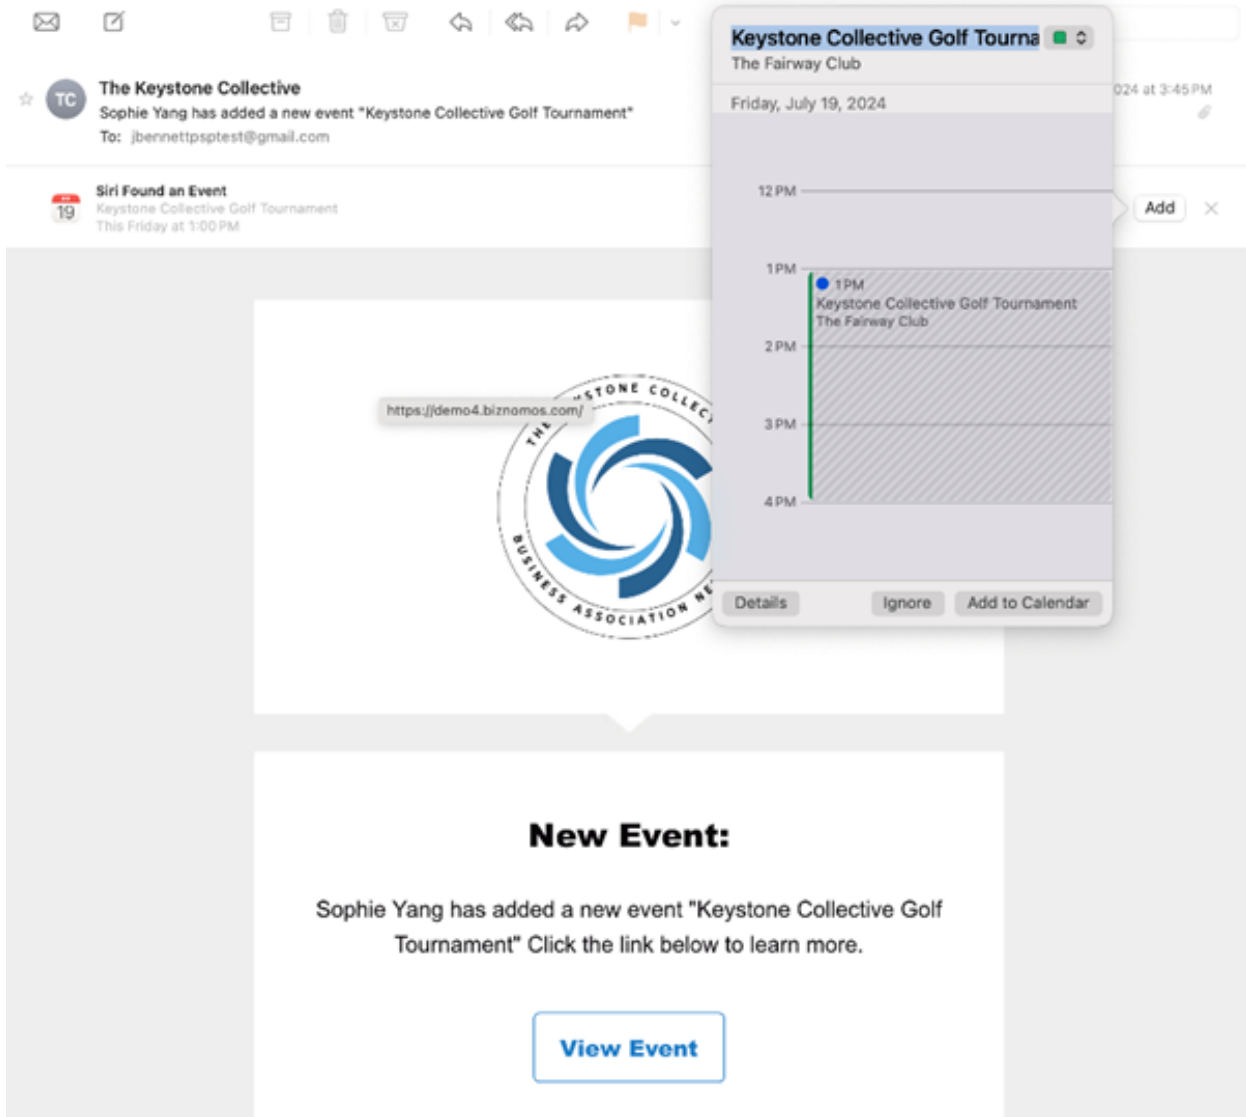 The Keystone Collective
Sophie Yang has added a new event "Keystone Collective Golf Tournament"
To: jbennettpsptest@gmail.com
TC
024 at 3:45 PM
Siri Found an Event
19
Keystone Collective Golf Tournament
This Friday at 1:00 PM
Add
Keystone Collective Golf Tourna
The Fairway Club
Friday, July 19, 2024
12 PM
1 PM
1 PM
Keystone Collective Golf Tournament
The Fairway Club
2 PM
3 PM
4 PM
Details
Ignore
Add to Calendar
https://demo4.biznomos.com/
STONE COLLEC
BUSINESS ASSOCIATION NE
New Event:
Sophie Yang has added a new event "Keystone Collective Golf
Tournament" Click the link below to learn more.
View Event